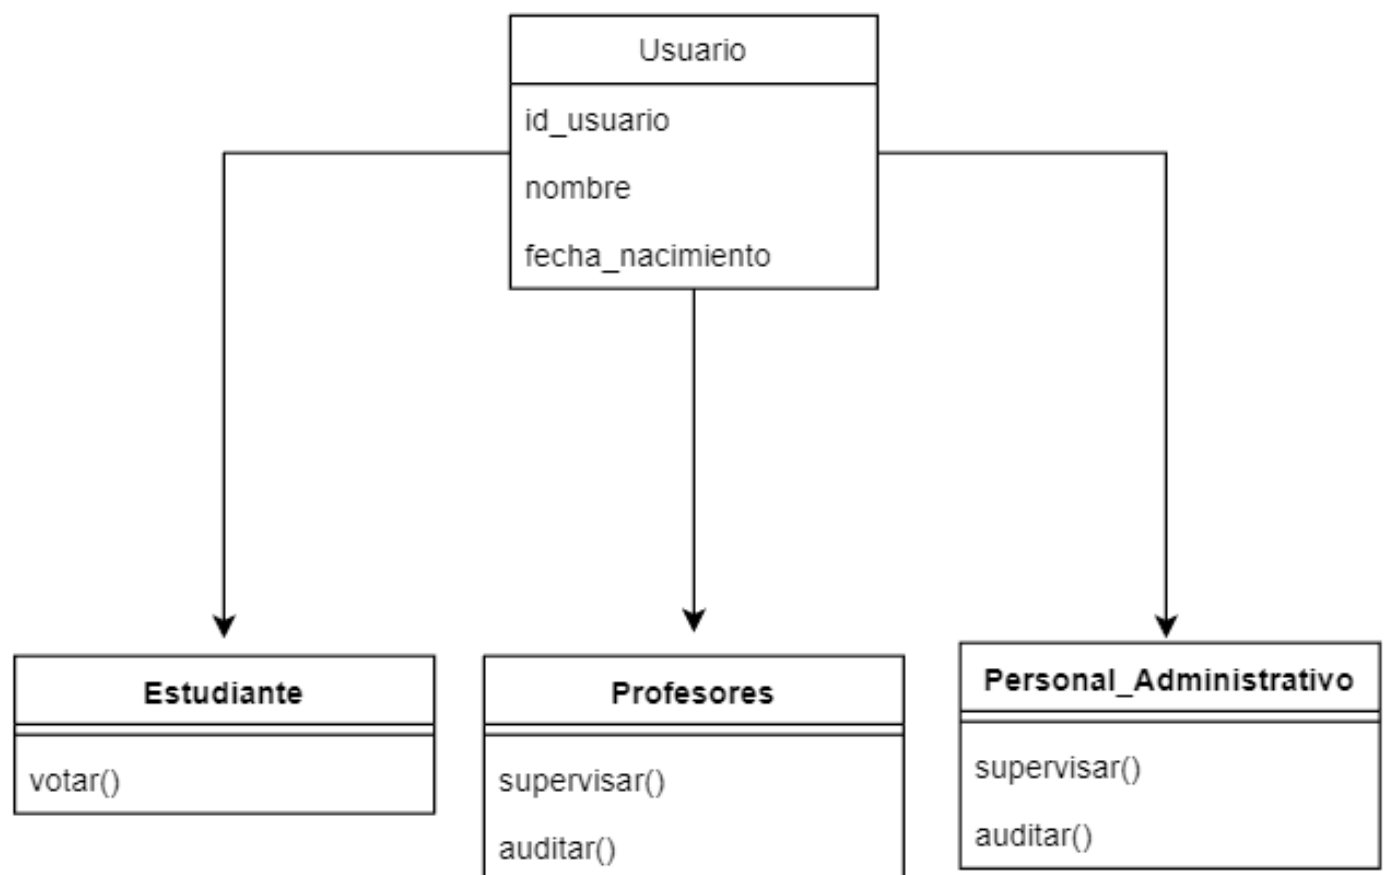 Usuario
id_usuario
nombre
fecha_nacimiento
Estudiante
votar()
Profesores
supervisar()
auditar()
Personal_Administrativo
supervisar()
auditar()